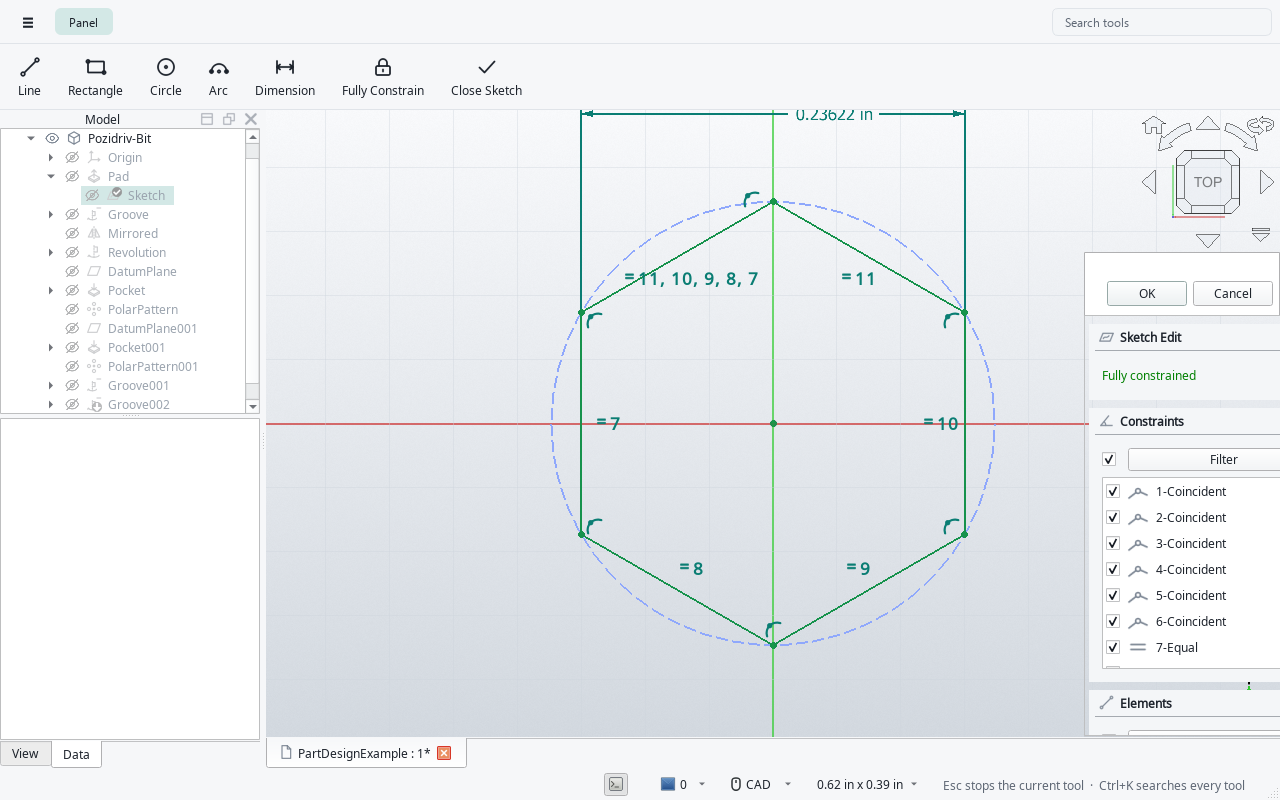 Panel
Search tools
Line
Rectangle
Circle
Arc
Dimension
Fully Constrain
Close Sketch
Model
Pozidriv-Bit
Origin
Pad
Sketch
Groove
Mirrored
Revolution
DatumPlane
Pocket
PolarPattern
DatumPlane001
Pocket001
PolarPattern001
Groove001
Groove002
View
Data
0.23622 in
=11, 10, 9, 8, 7
=11
=7
=10
=8
=9
TOP
OK
Cancel
Sketch Edit
Fully constrained
Constraints
Filter
1-Coincident
2-Coincident
3-Coincident
4-Coincident
5-Coincident
6-Coincident
7-Equal
Elements
PartDesignExample : 1*
0
CAD
0.62 in x 0.39 in
Esc stops the current tool · Ctrl+K searches every tool